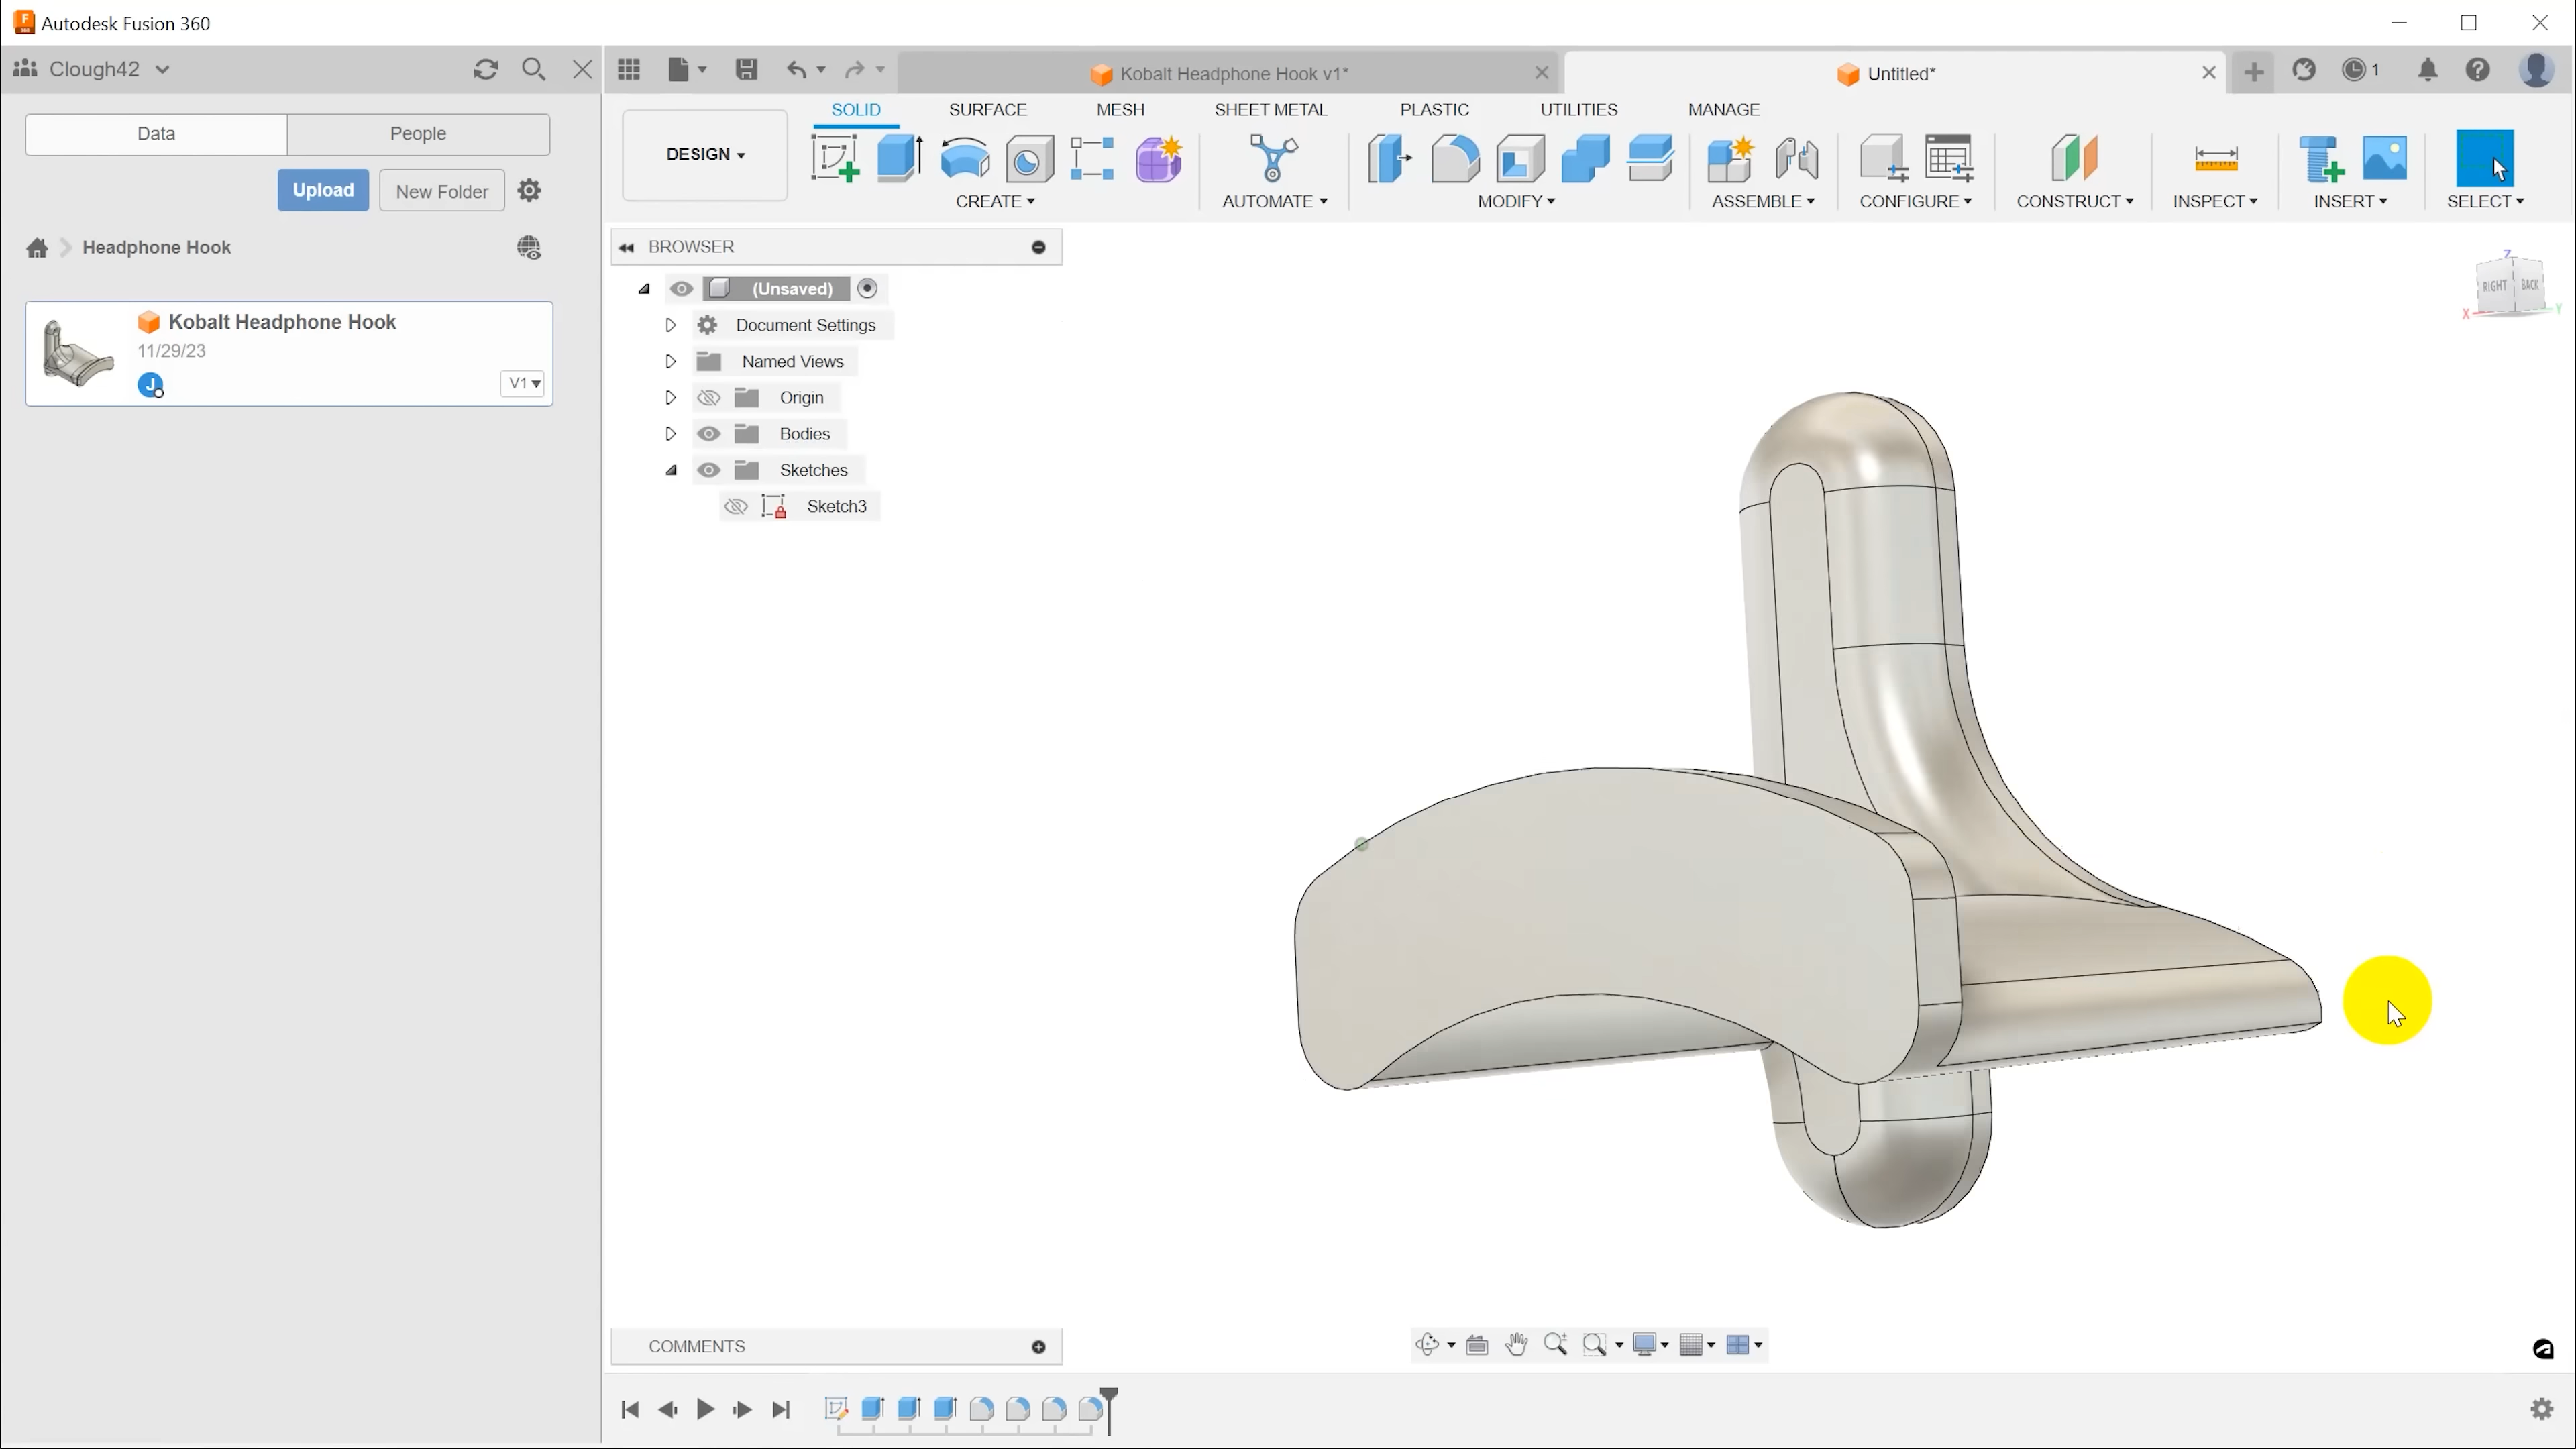 Autodesk Fusion 360
Clough42
Kobalt Headphone Hook v1*
Untitled*
1
Data
People
Upload
New Folder
Headphone Hook
Kobalt Headphone Hook
11/29/23
J
V1
DESIGN
SOLID
SURFACE
MESH
SHEET METAL
PLASTIC
UTILITIES
MANAGE
CREATE
AUTOMATE
MODIFY
ASSEMBLE
CONFIGURE
CONSTRUCT
INSPECT
INSERT
SELECT
BROWSER
(Unsaved)
Document Settings
Named Views
Origin
Bodies
Sketches
Sketch3
Z
RIGHT
BACK
X
Y
COMMENTS